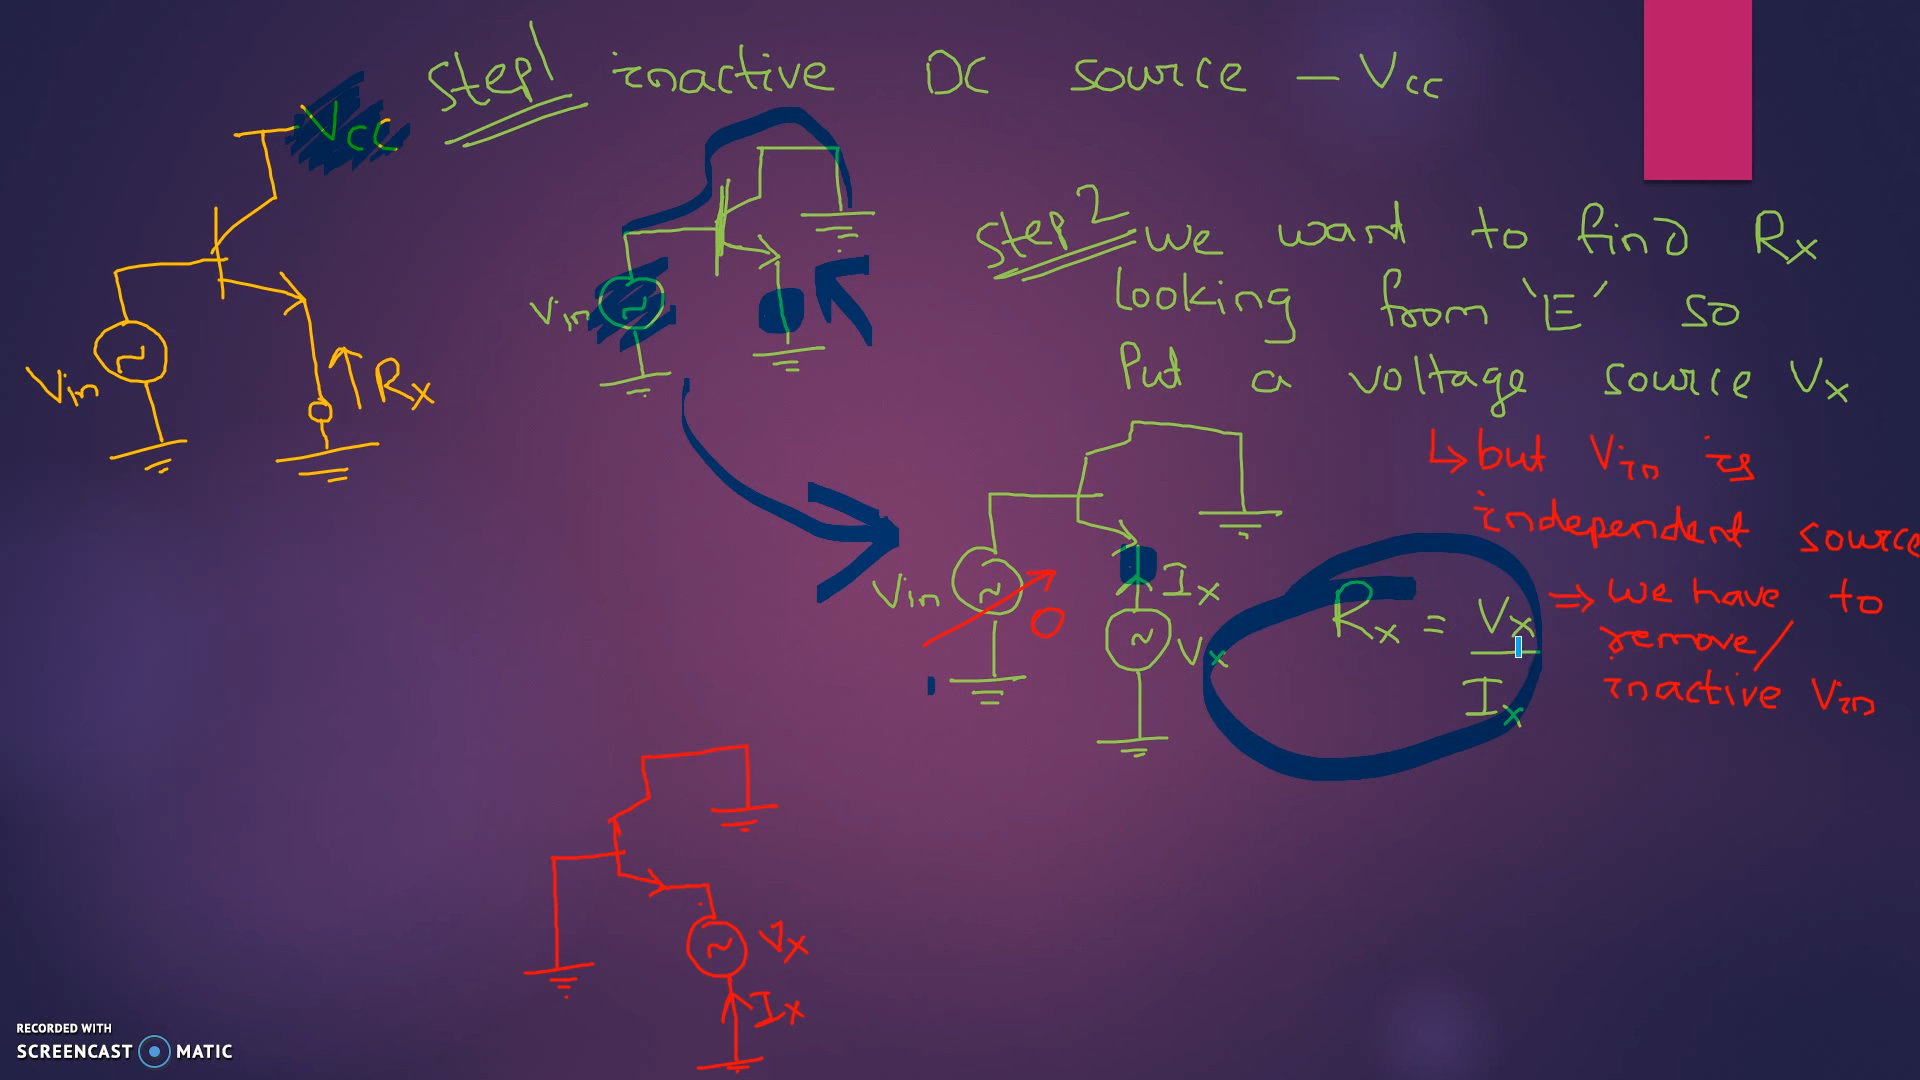 Step1 inactive DC source — Vcc
Vcc
Vin
Rx
Vin
Step2 We want to find Rx
Looking from 'E' so
Put a voltage source Vx
↳ but Vin is
independent source
⇒ We have to
remove/
inactive Vin
Vin
0
Ix
Vx
Rx = Vx
Ix
Vx
Ix
RECORDED WITH
SCREENCAST MATIC